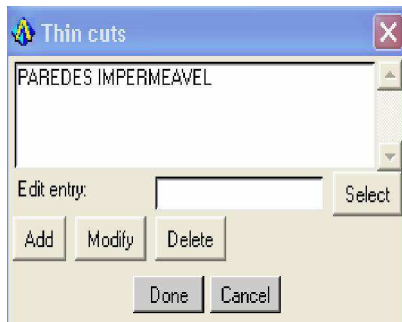 Thin cuts
PAREDES IMPERMEAVEL
Edit entry:
Select
Add Modify Delete
Done Cancel